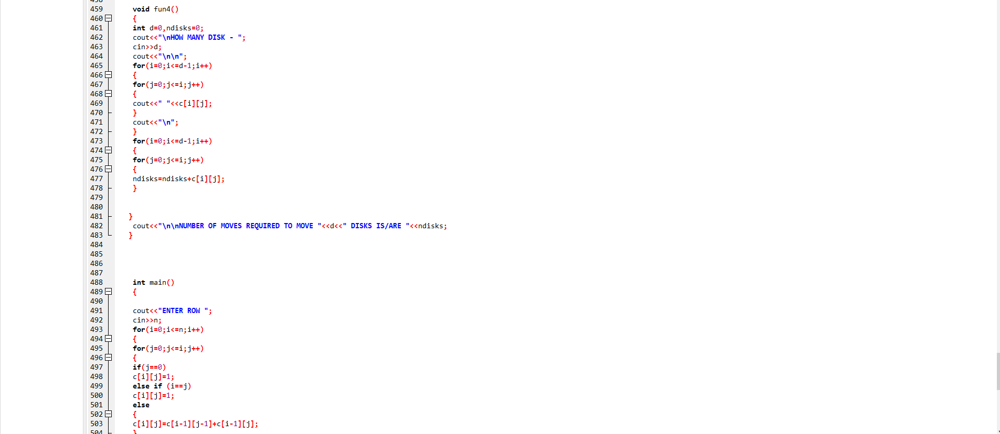 458
459 void fun4()
460 {
461 int d=0,ndisks=0;
462 cout<<"\nHOW MANY DISK - ";
463 cin>>d;
464 cout<<"\n\n";
465 for(i=0;i<=d-1;i++)
466 {
467 for(j=0;j<=i;j++)
468 {
469 cout<<" "<<c[i][j];
470 }
471 cout<<"\n";
472 }
473 for(i=0;i<=d-1;i++)
474 {
475 for(j=0;j<=i;j++)
476 {
477 ndisks=ndisks+c[i][j];
478 }
479
480
481 }
482 cout<<"\n\nNUMBER OF MOVES REQUIRED TO MOVE "<<d<<" DISKS IS/ARE "<<ndisks;
483 }
484
485
486
487
488 int main()
489 {
490
491 cout<<"ENTER ROW ";
492 cin>>n;
493 for(i=0;i<=n;i++)
494 {
495 for(j=0;j<=i;j++)
496 {
497 if(j==0)
498 c[i][j]=1;
499 else if (i==j)
500 c[i][j]=1;
501 else
502 {
503 c[i][j]=c[i-1][j-1]+c[i-1][j];
504 }